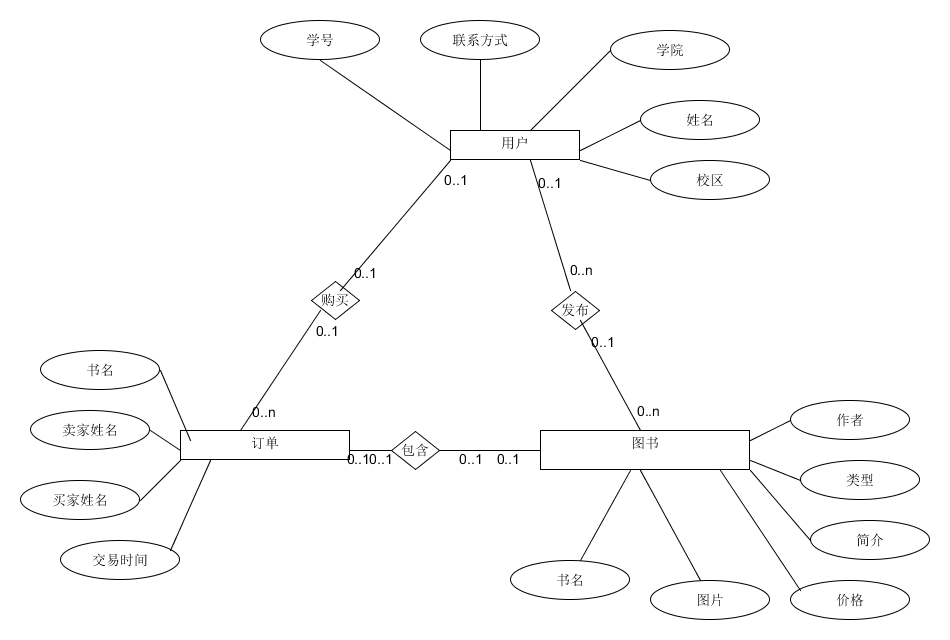 学号
联系方式
学院
姓名
用户
校区
0..1
0..1
0..1
0..n
购买
发布
0..1
0..1
书名
0..n
0..n
作者
卖家姓名
订单
包含
图书
0..1
0..1
0..1
0..1
类型
买家姓名
简介
交易时间
书名
图片
价格